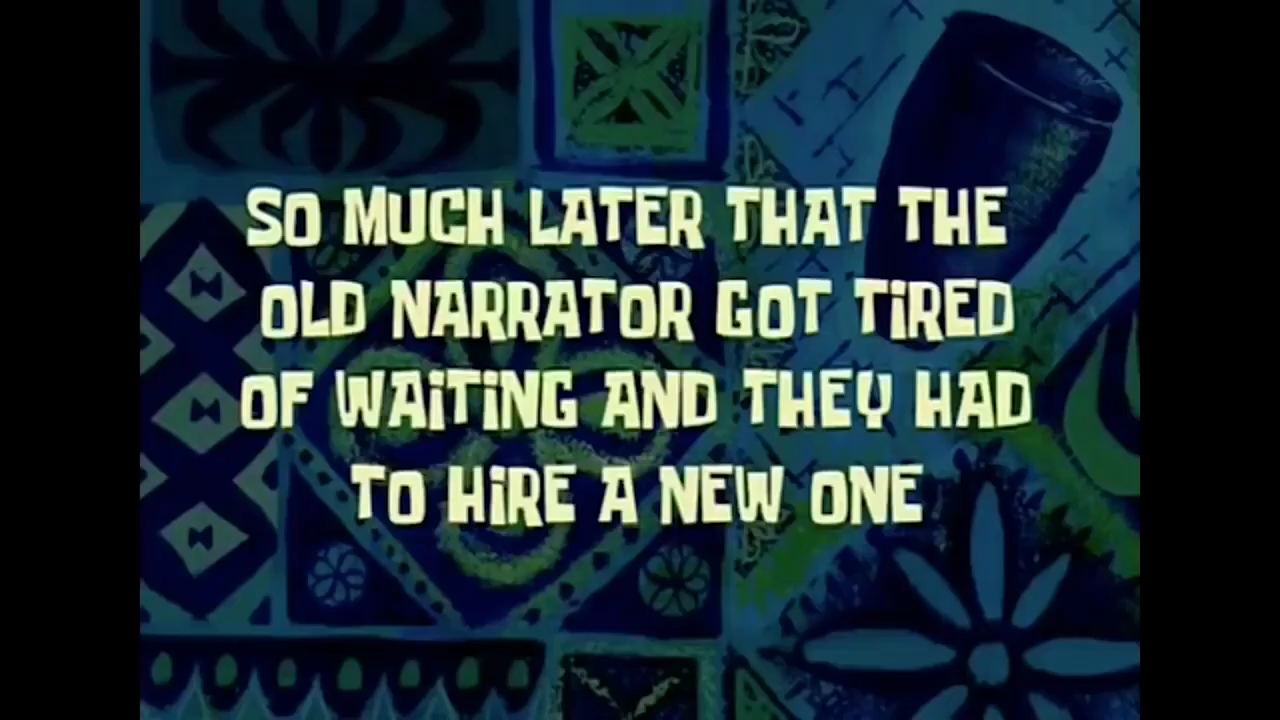 SO MUCH LATER THAT THE
OLD NARRATOR GOT TiRED
OF WAiTiNG AND THEY HAD
TO HiRE A NEW ONE